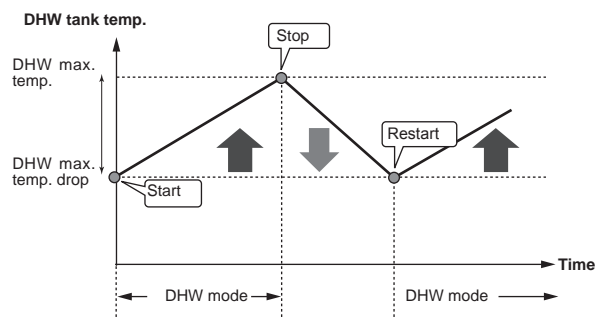 DHW tank temp.
Stop
DHW max.
temp.
Restart
DHW max.
temp. drop
Start
Time
DHW mode
DHW mode